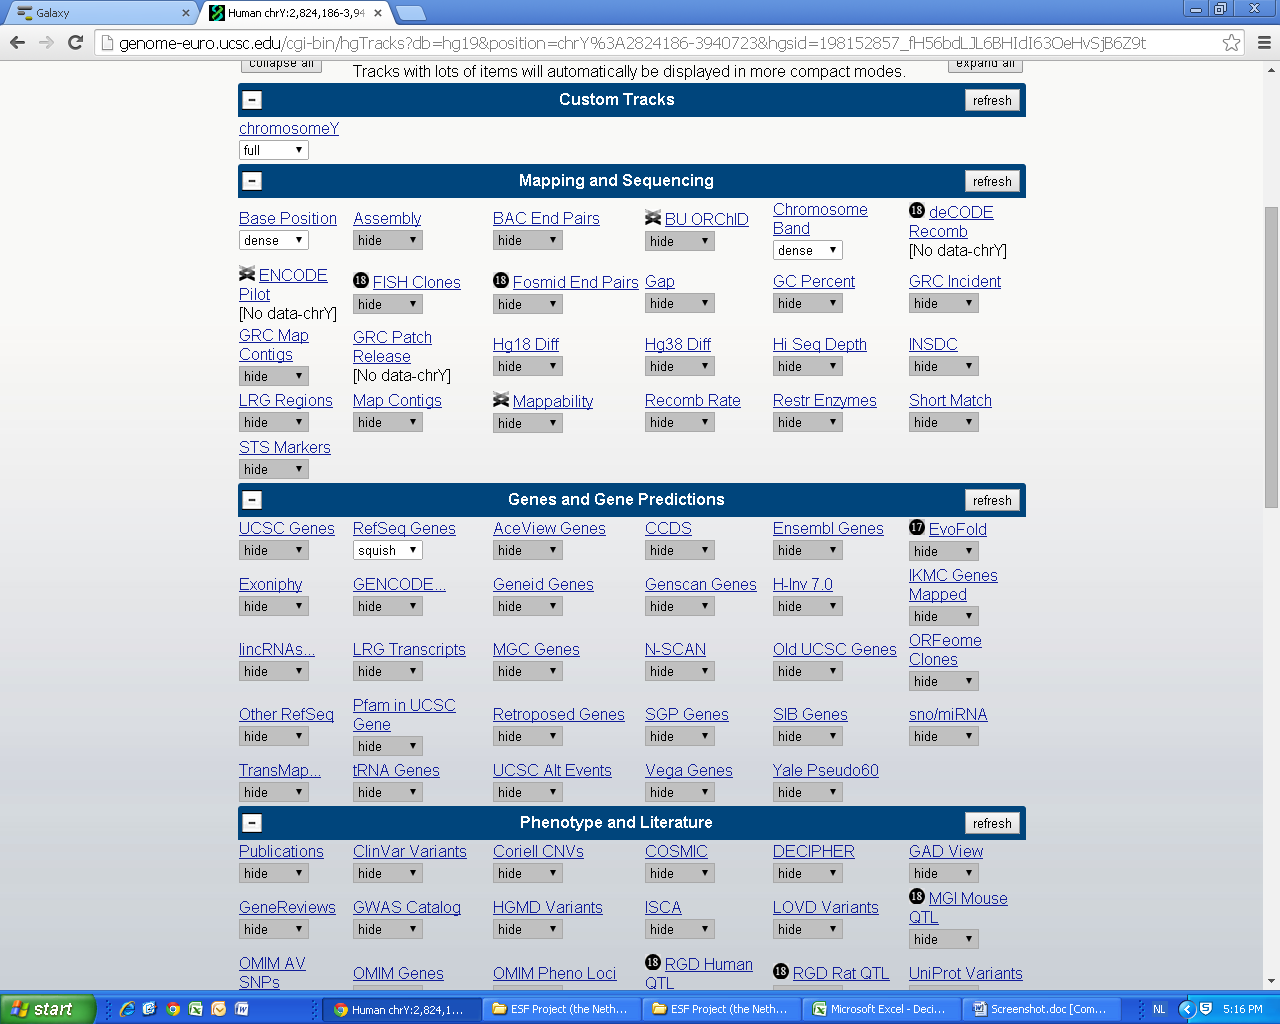 Galaxy
Human chrY:2,824,186-3,94
genome-euro.ucsc.edu/cgi-bin/hgTracks?db=hg19&position=chrY%3A2824186-3940723&hgsid=198152857_fH56bdLJL6BHIdI63OeHvSjB6Z9t
collapse all Tracks with lots of items will automatically be displayed in more compact modes. expand all
- Custom Tracks refresh
chromosomeY
full
- Mapping and Sequencing refresh
Base Position
dense
Assembly
hide
BAC End Pairs
hide
BU ORChID
hide
Chromosome
Band
dense
18 deCODE
Recomb
[No data-chrY]
ENCODE
Pilot
[No data-chrY]
18 FISH Clones
hide
18 Fosmid End Pairs
hide
Gap
hide
GC Percent
hide
GRC Incident
hide
GRC Map
Contigs
hide
GRC Patch
Release
[No data-chrY]
Hg18 Diff
hide
Hg38 Diff
hide
Hi Seq Depth
hide
INSDC
hide
LRG Regions
hide
Map Contigs
hide
Mappability
hide
Recomb Rate
hide
Restr Enzymes
hide
Short Match
hide
STS Markers
hide
- Genes and Gene Predictions refresh
UCSC Genes
hide
RefSeq Genes
squish
AceView Genes
hide
CCDS
hide
Ensembl Genes
hide
17 EvoFold
hide
Exoniphy
hide
GENCODE...
hide
Geneid Genes
hide
Genscan Genes
hide
H-Inv 7.0
hide
IKMC Genes
Mapped
hide
lincRNAs...
hide
LRG Transcripts
hide
MGC Genes
hide
N-SCAN
hide
Old UCSC Genes
hide
ORFeome
Clones
hide
Other RefSeq
hide
Pfam in UCSC
Gene
hide
Retroposed Genes
hide
SGP Genes
hide
SIB Genes
hide
sno/miRNA
hide
TransMap...
hide
tRNA Genes
hide
UCSC Alt Events
hide
Vega Genes
hide
Yale Pseudo60
hide
- Phenotype and Literature refresh
Publications
hide
ClinVar Variants
hide
Coriell CNVs
hide
COSMIC
hide
DECIPHER
hide
GAD View
hide
GeneReviews
hide
GWAS Catalog
hide
HGMD Variants
hide
ISCA
hide
LOVD Variants
hide
18 MGI Mouse
QTL
hide
OMIM AV
SNPs
OMIM Genes
OMIM Pheno Loci
18 RGD Human
QTL
18 RGD Rat QTL
UniProt Variants
start
Human chrY:2,824,1...
ESF Project (the Neth...
ESF Project (the Neth...
Microsoft Excel - Deci...
Screenshot.doc [Com...
NL
5:16 PM